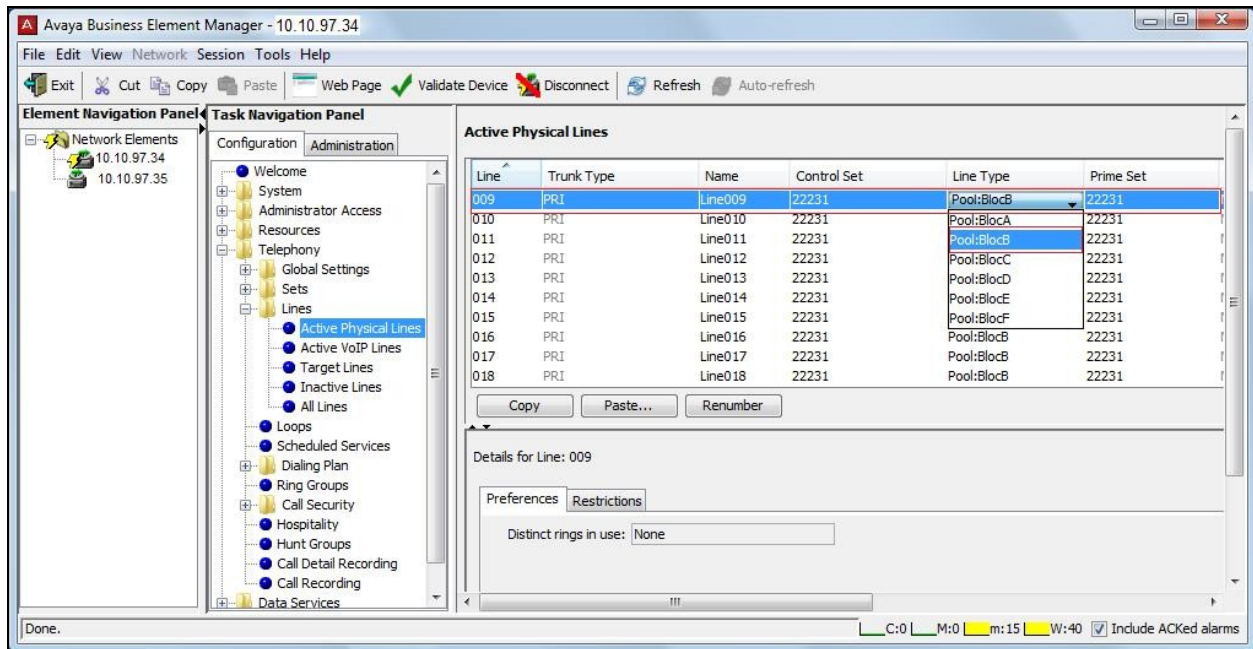 Avaya Business Element Manager - 10.10.97.34
File Edit View Network Session Tools Help
Exit Cut Copy Paste Web Page Validate Device Disconnect Refresh Auto-refresh
Element Navigation Panel
Network Elements
10.10.97.34
10.10.97.35
Task Navigation Panel
Configuration Administration
Welcome
System
Administrator Access
Resources
Telephony
Global Settings
Sets
Lines
Active Physical Lines
Active VoIP Lines
Target Lines
Inactive Lines
All Lines
Loops
Scheduled Services
Dialing Plan
Ring Groups
Call Security
Hospitality
Hunt Groups
Call Detail Recording
Call Recording
Data Services
Active Physical Lines
Line Trunk Type Name Control Set Line Type Prime Set
009 PRI Line009 22231 Pool:BlocB 22231
010 PRI Line010 22231 Pool:BlocA 22231
011 PRI Line011 22231 Pool:BlocB 22231
012 PRI Line012 22231 Pool:BlocC 22231
013 PRI Line013 22231 Pool:BlocD 22231
014 PRI Line014 22231 Pool:BlocE 22231
015 PRI Line015 22231 Pool:BlocF 22231
016 PRI Line016 22231 Pool:BlocB 22231
017 PRI Line017 22231 Pool:BlocB 22231
018 PRI Line018 22231 Pool:BlocB 22231
Copy Paste... Renumber
Details for Line: 009
Preferences Restrictions
Distinct rings in use: None
Done.
C:0 M:0 m:15 W:40 Include ACKed alarms